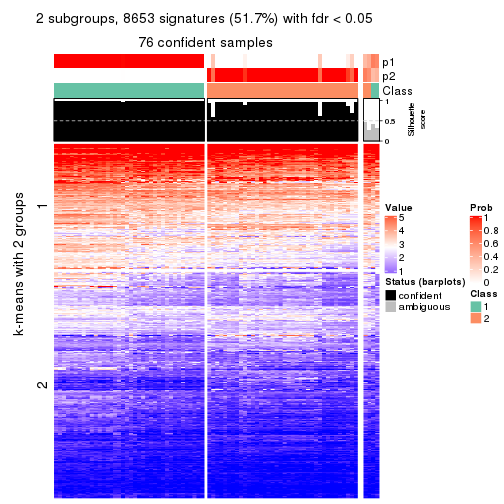 2 subgroups, 8653 signatures (51.7%) with fdr < 0.05
76 confident samples
p1
p2
Class
1
0.5
0
Silhouette
score
k-means with 2 groups
1
2
Value
5
4
3
2
1
Status (barplots)
confident
ambiguous
Prob
1
0.8
0.6
0.4
0.2
0
Class
1
2